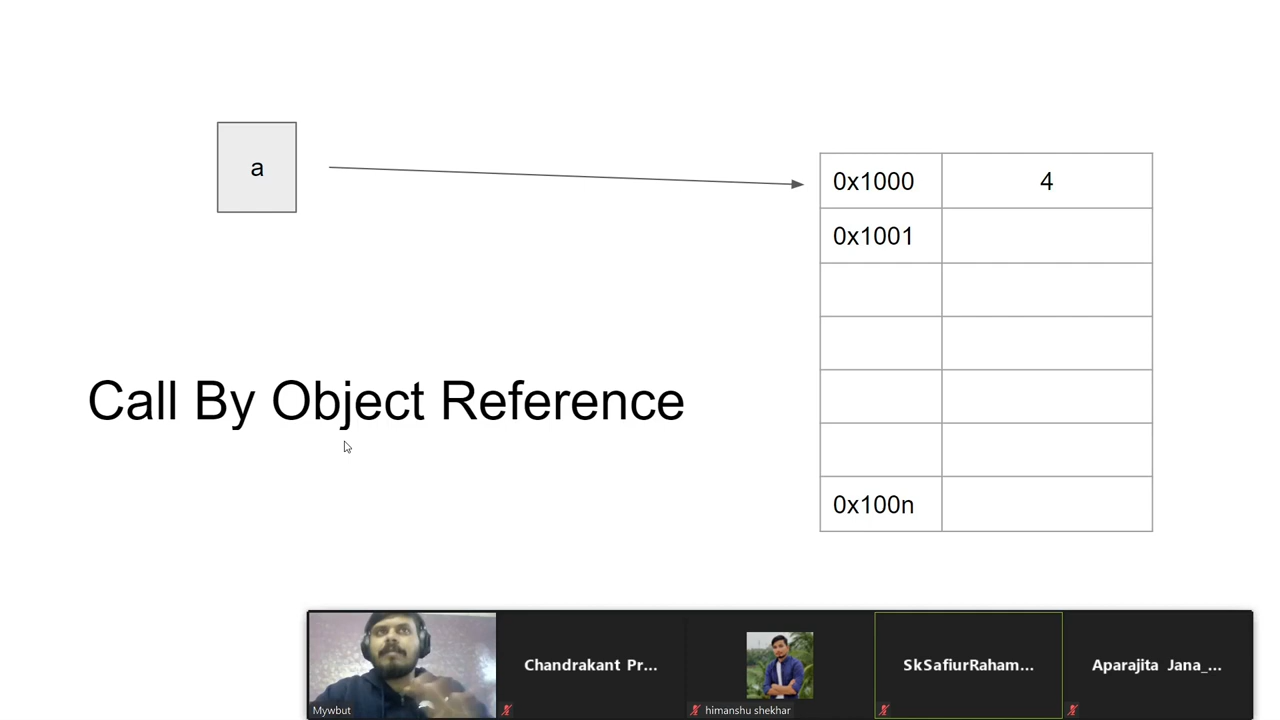 a
0x1000 4
0x1001
Call By Object Reference
0x100n
Chandrakant Pr...
SkSafiurRaham...
Aparajita Jana_...
Mywbut
himanshu shekhar